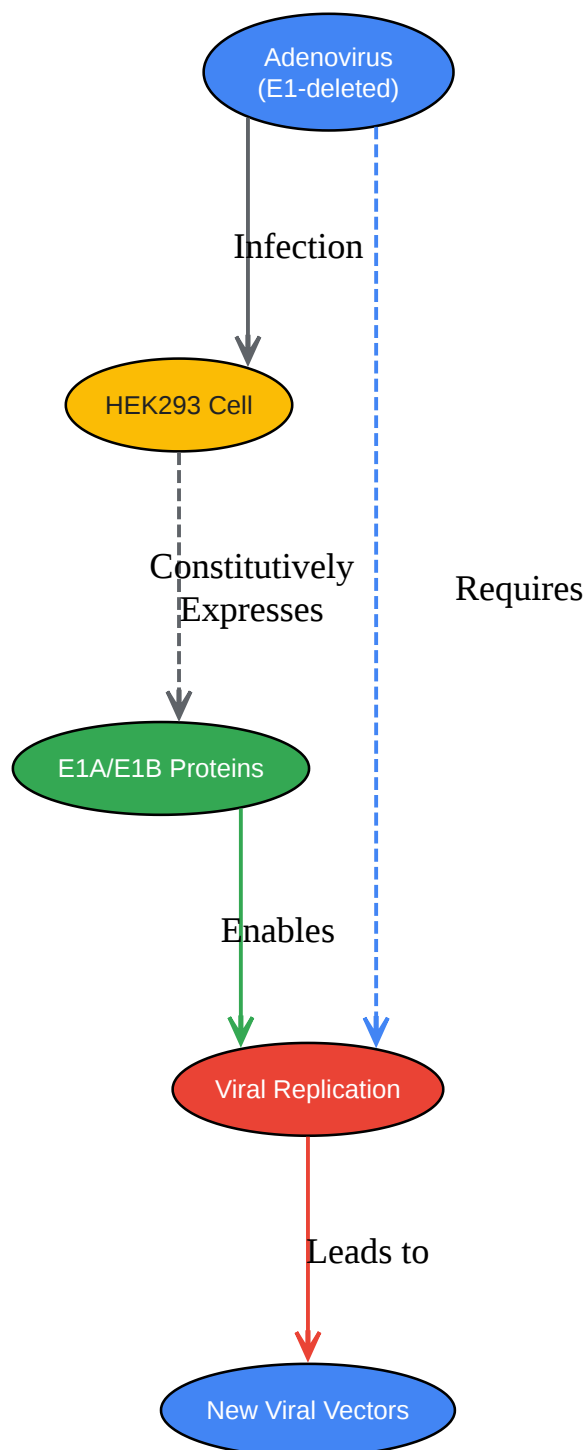 Adenovirus
(E1-deleted)
Infection
HEK293 Cell
Constitutively
Expresses
Requires
E1A/E1B Proteins
Enables
Viral Replication
Leads to
New Viral Vectors